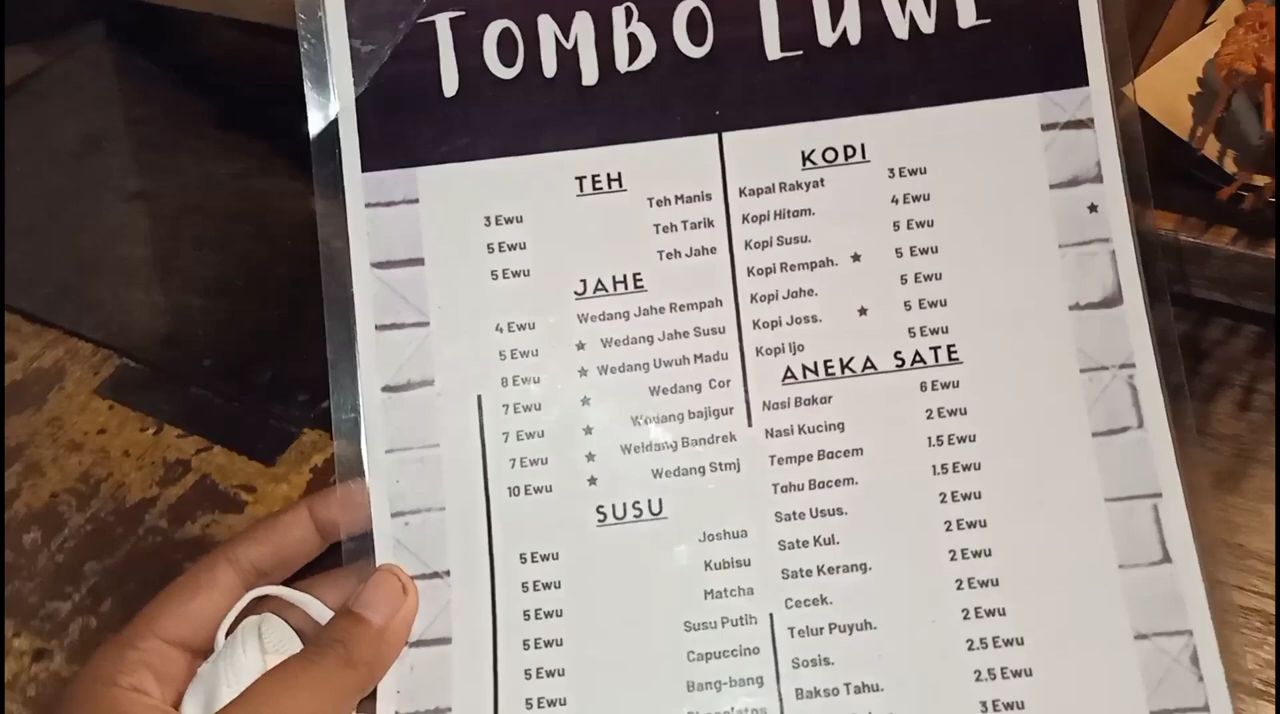 TOMBO LUWE
TEH
3 Ewu Teh Manis
5 Ewu Teh Tarik
5 Ewu Teh Jahe
JAHE
4 Ewu Wedang Jahe Rempah
5 Ewu ★ Wedang Jahe Susu
8 Ewu ★ Wedang Uwuh Madu
7 Ewu ★ Wedang Cor
7 Ewu ★ Wedang bajigur
7 Ewu ★ Weldang Bandrek
10 Ewu ★ Wedang Stmj
SUSU
5 Ewu Joshua
5 Ewu Kubisu
5 Ewu Matcha
5 Ewu Susu Putih
5 Ewu Capuccino
5 Ewu Bang-bang
KOPI
Kapal Rakyat 3 Ewu
Kopi Hitam. 4 Ewu
Kopi Susu. 5 Ewu
Kopi Rempah. ★ 5 Ewu
Kopi Jahe. 5 Ewu
Kopi Joss. ★ 5 Ewu
Kopi Ijo 5 Ewu
ANEKA SATE
Nasi Bakar 6 Ewu
Nasi Kucing 2 Ewu
Tempe Bacem 1.5 Ewu
Tahu Bacem. 1.5 Ewu
Sate Usus. 2 Ewu
Sate Kul. 2 Ewu
Sate Kerang. 2 Ewu
Cecek. 2 Ewu
Telur Puyuh. 2 Ewu
Sosis. 2.5 Ewu
Bakso Tahu. 2.5 Ewu
3 Ewu